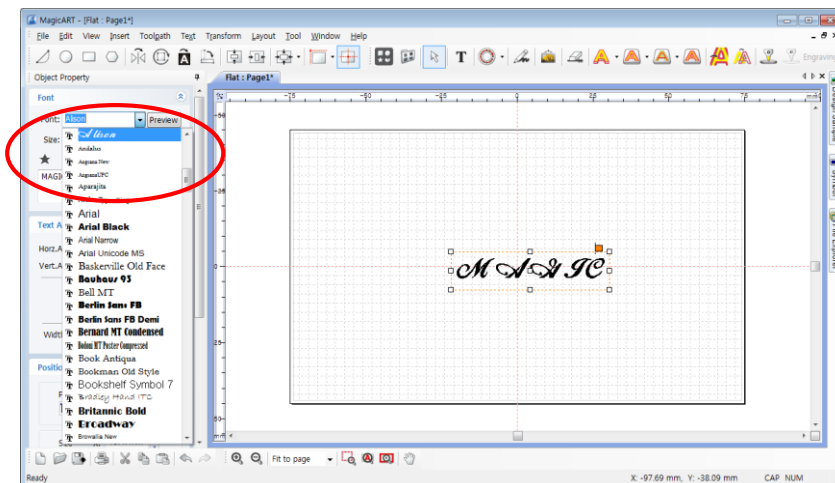 MagicART - [Flat : Page1*]
File Edit View Insert Toolpath Text Transform Layout Tool Window Help
T A Engraving
Object Property Flat : Page1*
Font
Font: Alison Preview
Size:
MAGI
Text A
Horz.A
Vert.A
Width
Positio
Alison
Andalus
Angsana New
AngsanaUPC
Aparajita
Arial
Arial Black
Arial Narrow
Arial Unicode MS
Baskerville Old Face
Bauhaus 93
Bell MT
Berlin Sans FB
Berlin Sans FB Demi
Bernard MT Condensed
Bodoni MT Poster Compressed
Book Antiqua
Bookman Old Style
Bookshelf Symbol 7
Bradley Hand ITC
Britannic Bold
Broadway
Browallia New
-75 -50 -25 0 25 50 75
-25
0
25
50
MAGIC
Fit to page
Ready X: -97.69 mm, Y: -38.09 mm CAP NUM